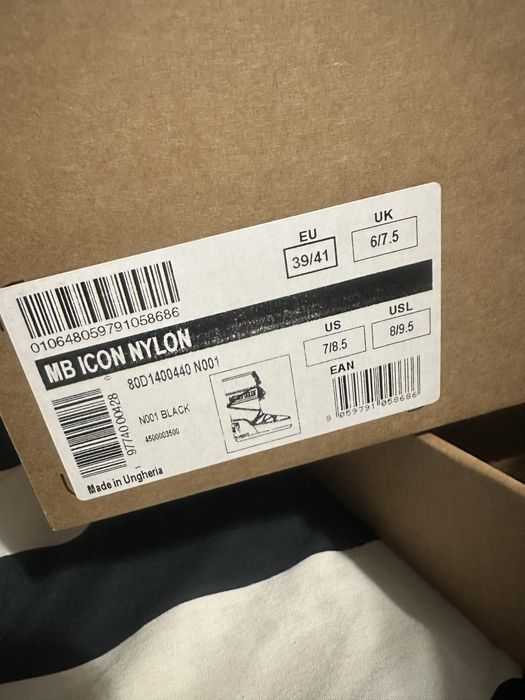 EU
39/41
UK
6/7.5
010648059791058686
MB ICON NYLON
US
7/8.5
USL
8/9.5
80D1400440 N001
N001 BLACK
4500003500
EAN
8 059791 058686
9774000428
Made in Ungheria